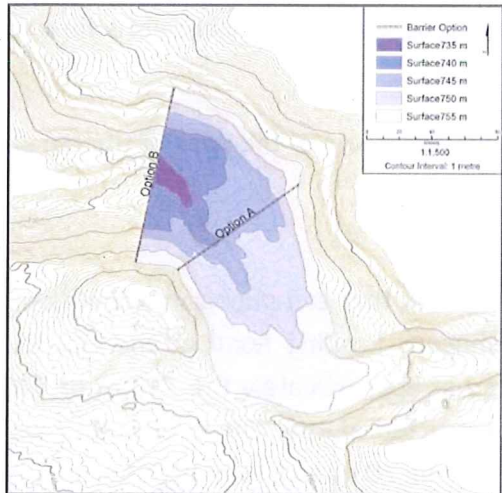 Barrier Option
Surface735 m
Surface740 m
Surface745 m
Surface750 m
Surface755 m
1:1,500
Contour Interval: 1 metre
Option B
Option A